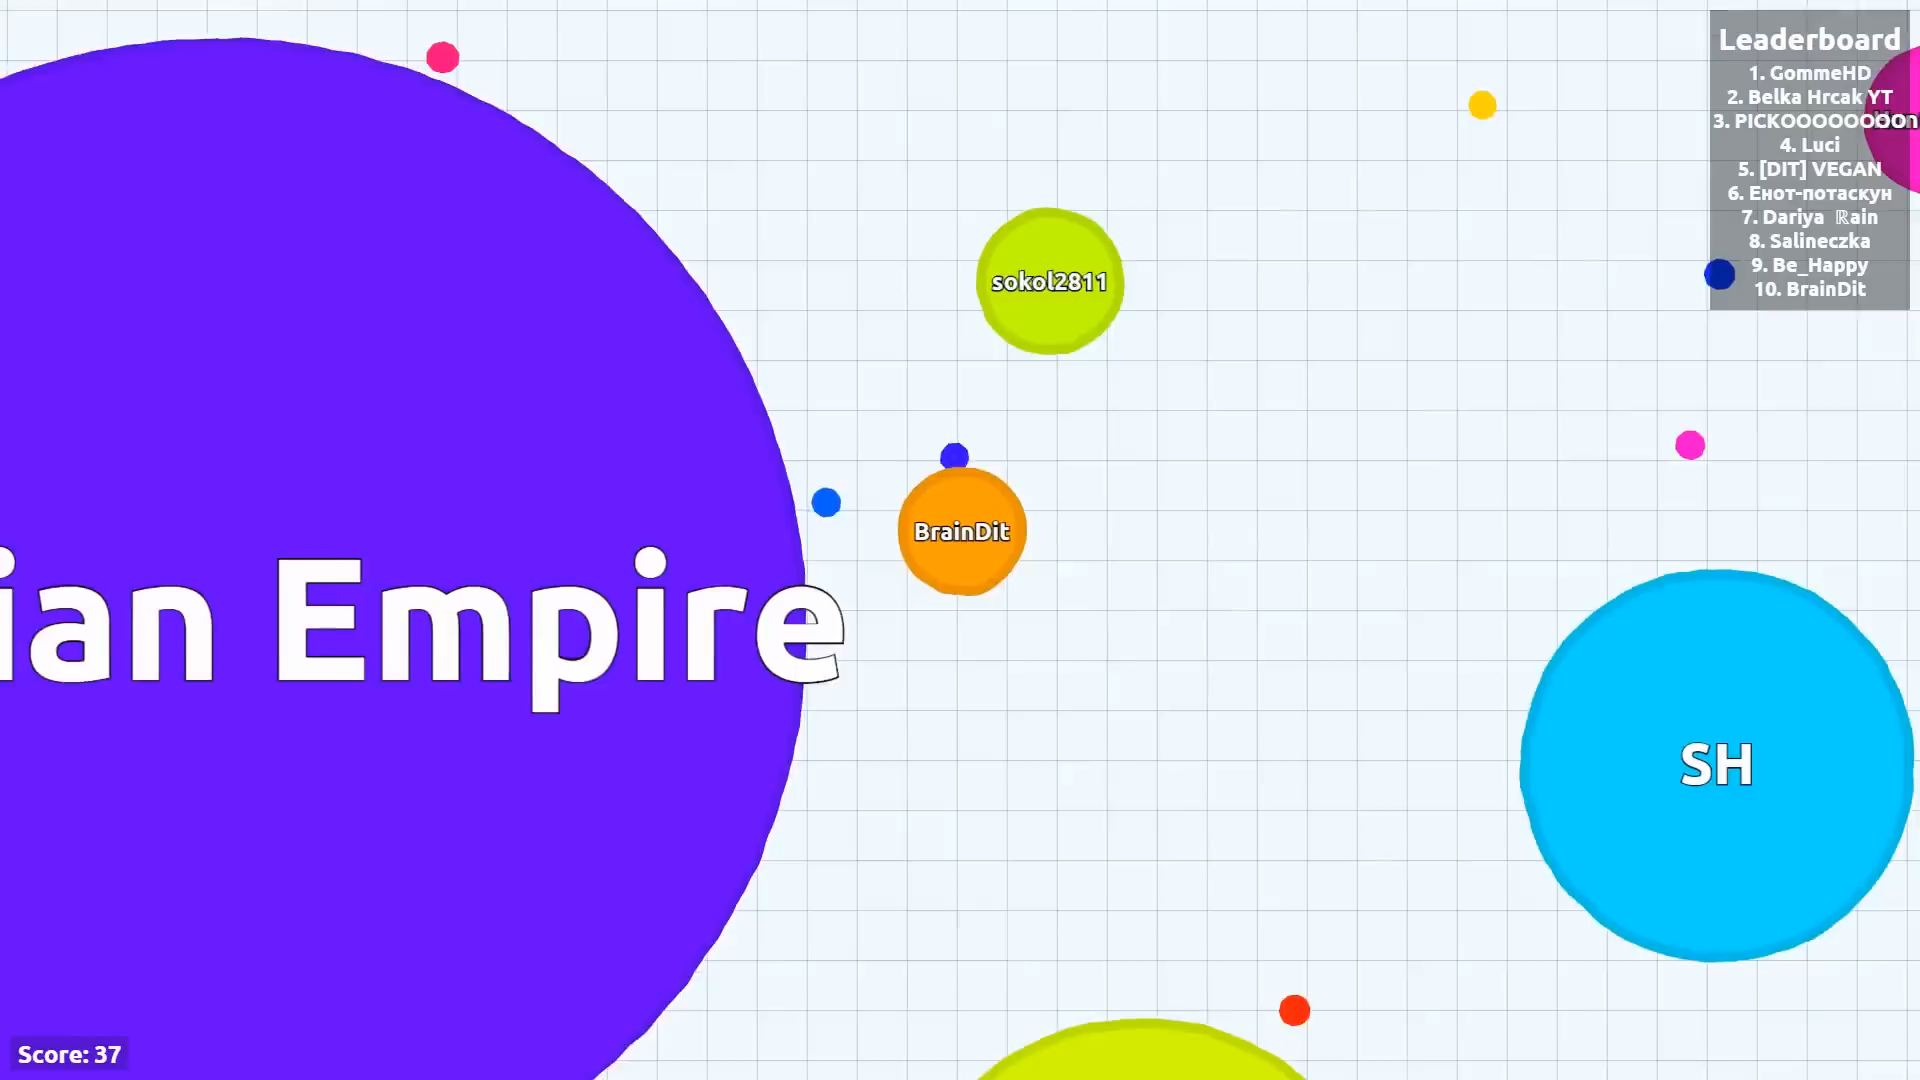 Leaderboard
1. GommeHD
2. Belka Hrcak YT
3. PICKOOOOOOOO
4. Luci
5. [DIT] VEGAN
6. Енот-потаскун
7. Dariya ℝain
8. Salineczka
9. Be_Happy
10. BrainDit
sokol2811
BrainDit
ian Empire
SH
Score: 37